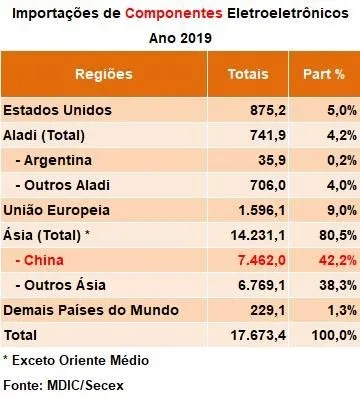 Importações de Componentes Eletroeletrônicos
Ano 2019
Regiões Totais Part %
Estados Unidos 875,2 5,0%
Aladi (Total) 741,9 4,2%
- Argentina 35,9 0,2%
- Outros Aladi 706,0 4,0%
União Europeia 1.596,1 9,0%
Ásia (Total) * 14.231,1 80,5%
- China 7.462,0 42,2%
- Outros Ásia 6.769,1 38,3%
Demais Países do Mundo 229,1 1,3%
Total 17.673,4 100,0%
* Exceto Oriente Médio
Fonte: MDIC/Secex